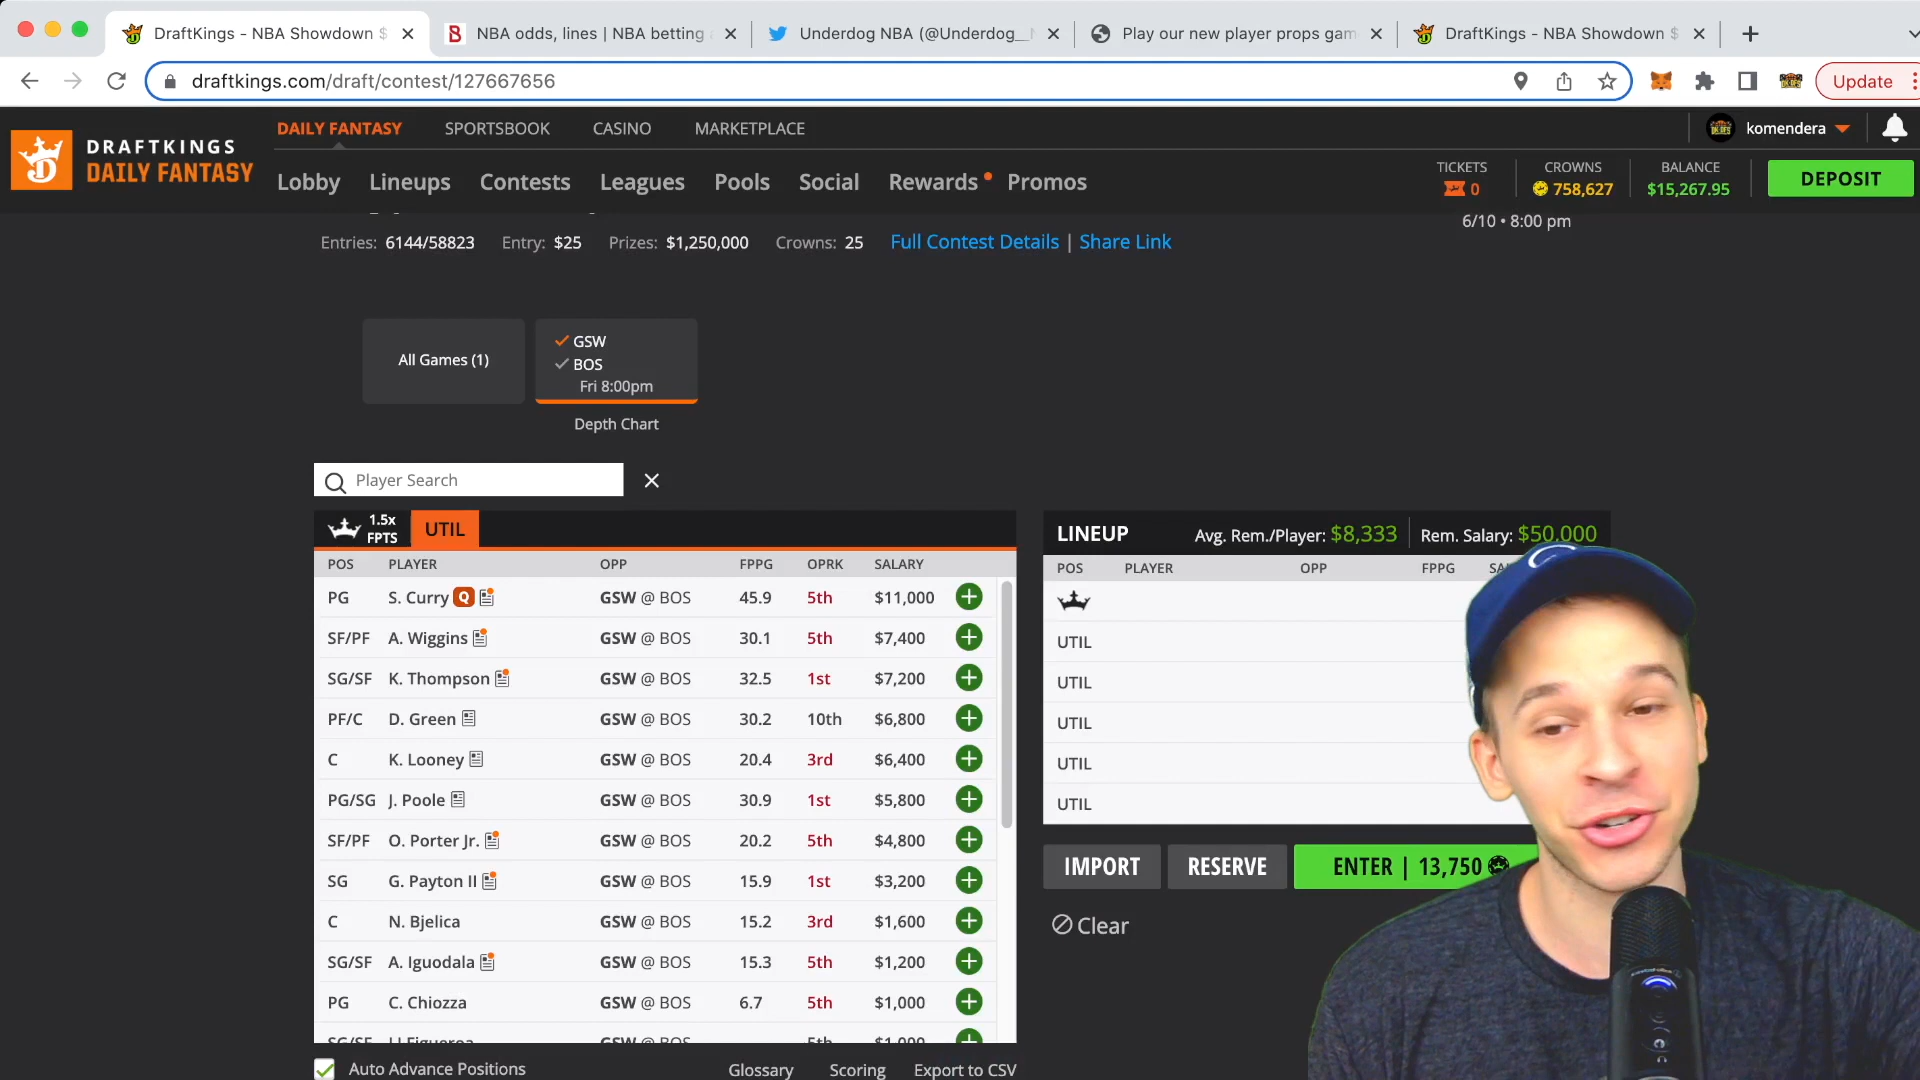 DraftKings - NBA Showdown $
NBA odds, lines | NBA betting
Underdog NBA (@Underdog__
Play our new player props gam
DraftKings - NBA Showdown $
draftkings.com/draft/contest/127667656
Update
DRAFTKINGS
DAILY FANTASY
DAILY FANTASY SPORTSBOOK CASINO MARKETPLACE
komendera
Lobby Lineups Contests Leagues Pools Social Rewards Promos
TICKETS
0
CROWNS
758,627
BALANCE
$15,267.95
DEPOSIT
6/10 • 8:00 pm
Entries: 6144/58823 Entry: $25 Prizes: $1,250,000 Crowns: 25 Full Contest Details | Share Link
All Games (1)
GSW
BOS
Fri 8:00pm
Depth Chart
Player Search
1.5x
FPTS
UTIL
POS PLAYER OPP FPPG OPRK SALARY
PG S. Curry Q GSW @ BOS 45.9 5th $11,000
SF/PF A. Wiggins GSW @ BOS 30.1 5th $7,400
SG/SF K. Thompson GSW @ BOS 32.5 1st $7,200
PF/C D. Green GSW @ BOS 30.2 10th $6,800
C K. Looney GSW @ BOS 20.4 3rd $6,400
PG/SG J. Poole GSW @ BOS 30.9 1st $5,800
SF/PF O. Porter Jr. GSW @ BOS 20.2 5th $4,800
SG G. Payton II GSW @ BOS 15.9 1st $3,200
C N. Bjelica GSW @ BOS 15.2 3rd $1,600
SG/SF A. Iguodala GSW @ BOS 15.3 5th $1,200
PG C. Chiozza GSW @ BOS 6.7 5th $1,000
Auto Advance Positions
Glossary Scoring Export to CSV
LINEUP Avg. Rem./Player: $8,333 Rem. Salary: $50,000
POS PLAYER OPP FPPG SA
UTIL
UTIL
UTIL
UTIL
UTIL
IMPORT RESERVE ENTER | 13,750
Clear